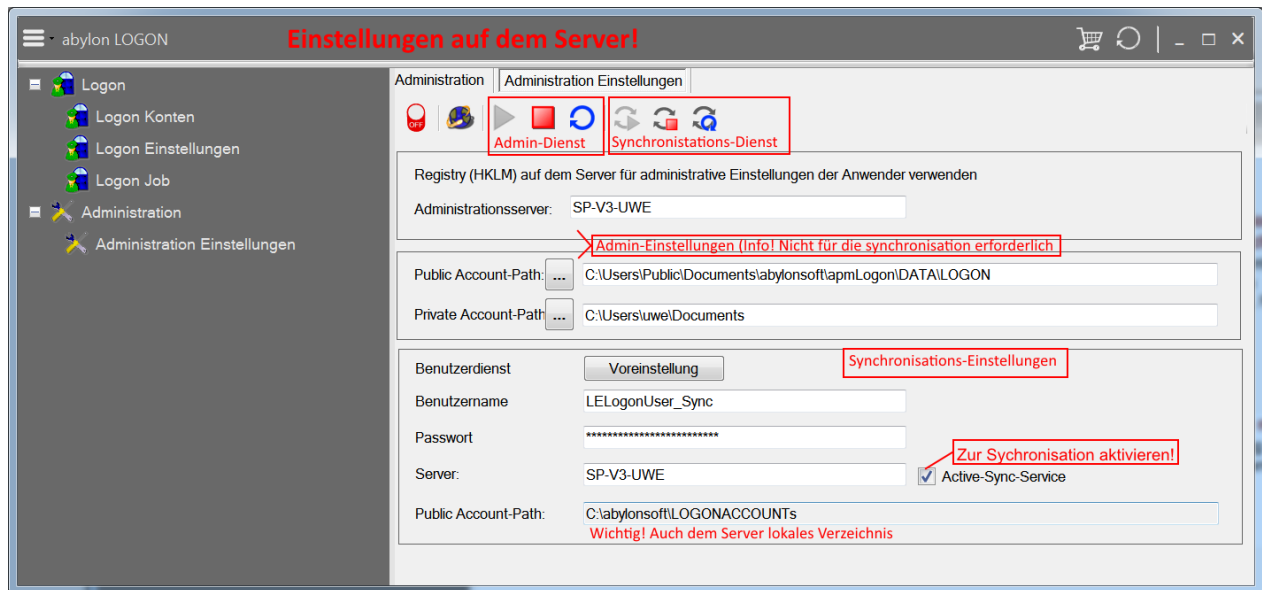 abylon LOGON
Einstellungen auf dem Server!
Logon
Logon Konten
Logon Einstellungen
Logon Job
Administration
Administration Einstellungen
Administration
Administration Einstellungen
OFF
Admin-Dienst
Synchronistations-Dienst
Registry (HKLM) auf dem Server für administrative Einstellungen der Anwender verwenden
Administrationsserver: SP-V3-UWE
Admin-Einstellungen (Info! Nicht für die synchronisation erforderlich
Public Account-Path: ... C:\Users\Public\Documents\abylonsoft\apmLogon\DATA\LOGON
Private Account-Path ... C:\Users\uwe\Documents
Synchronisations-Einstellungen
Benutzerdienst Voreinstellung
Benutzername LELogonUser_Sync
Passwort *************************
Zur Sychronisation aktivieren!
Server: SP-V3-UWE Active-Sync-Service
Public Account-Path: C:\abylonsoft\LOGONACCOUNTs
Wichtig! Auch dem Server lokales Verzeichnis